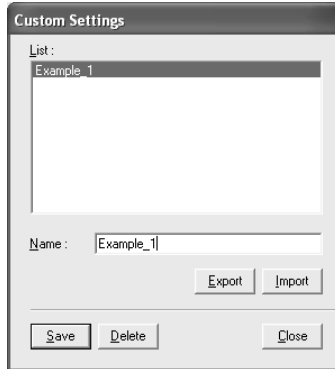 Custom Settings
List :
Example_1
Name : Example_1
Export Import
Save Delete Close